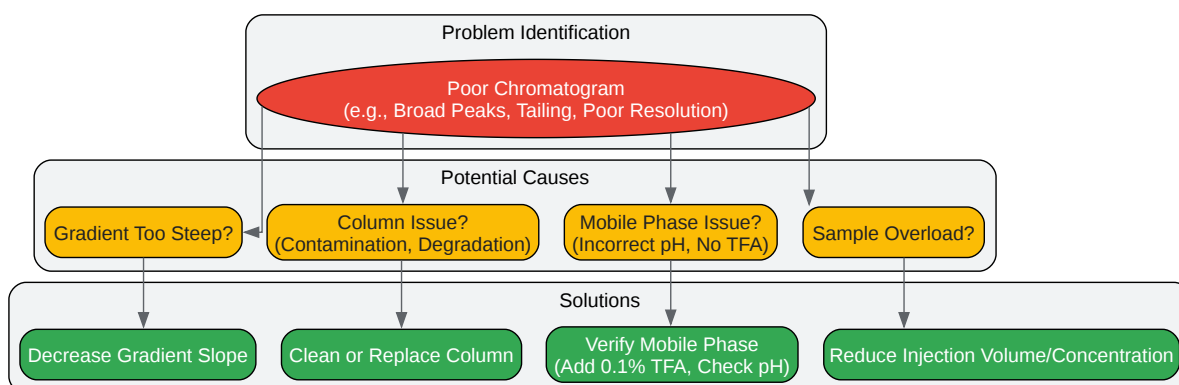 Problem Identification
Poor Chromatogram
(e.g., Broad Peaks, Tailing, Poor Resolution)
Potential Causes
Gradient Too Steep?
Column Issue?
(Contamination, Degradation)
Mobile Phase Issue?
(Incorrect pH, No TFA)
Sample Overload?
Solutions
Decrease Gradient Slope
Clean or Replace Column
Verify Mobile Phase
(Add 0.1% TFA, Check pH)
Reduce Injection Volume/Concentration